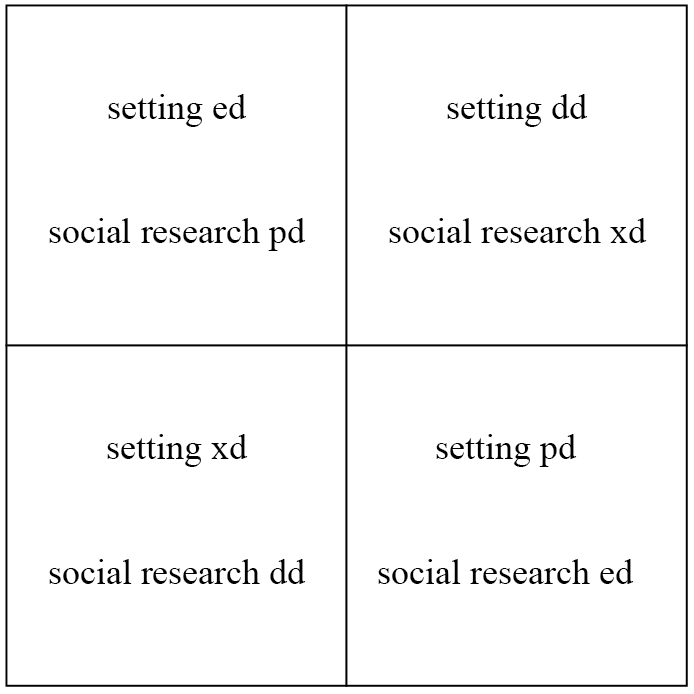 setting ed
social research pd
setting dd
social research xd
setting xd
social research dd
setting pd
social research ed